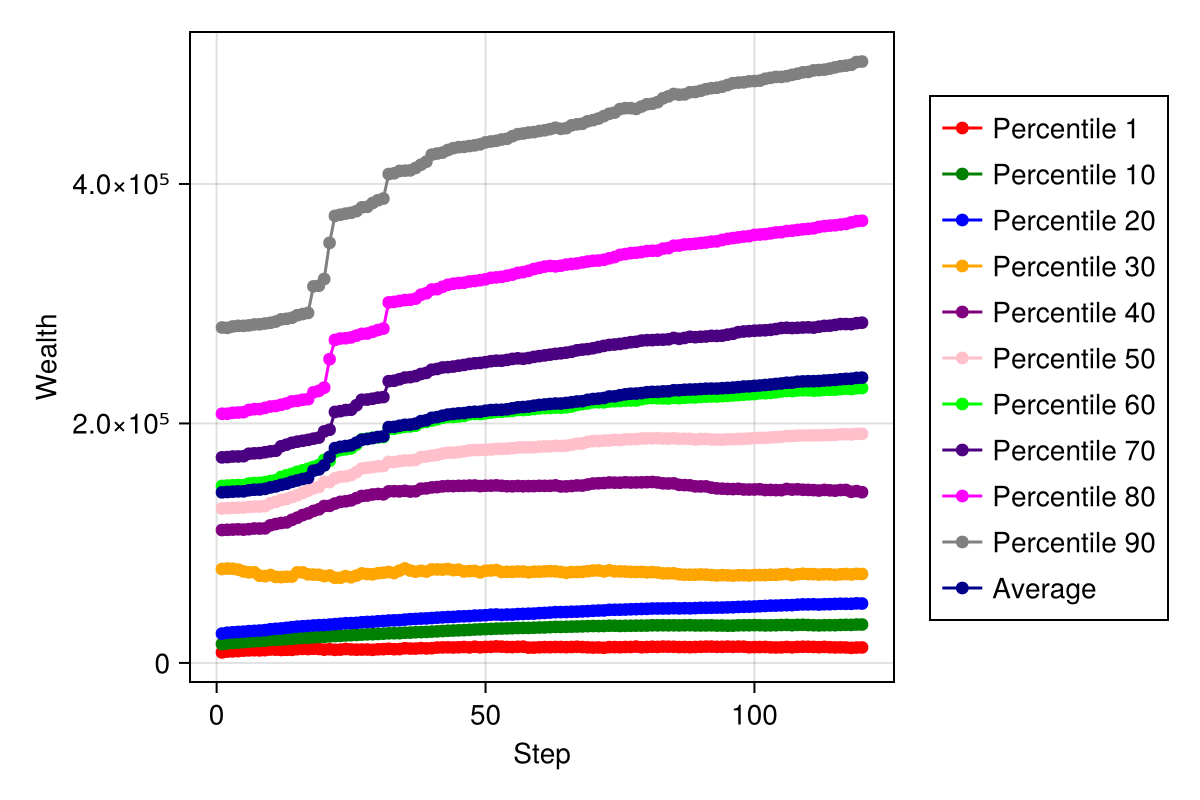 Wealth
4.0×10⁵
2.0×10⁵
0
0
50
100
Step
Percentile 1
Percentile 10
Percentile 20
Percentile 30
Percentile 40
Percentile 50
Percentile 60
Percentile 70
Percentile 80
Percentile 90
Average